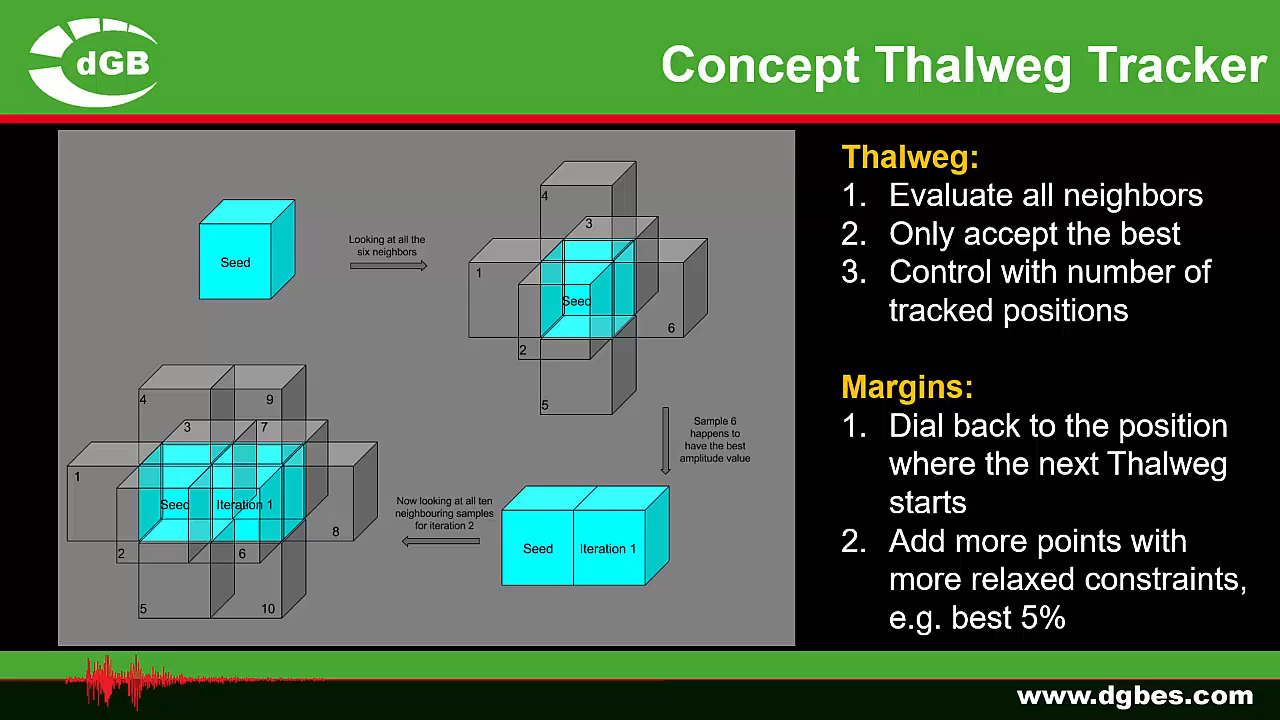 dGB
Concept Thalweg Tracker
Seed
Looking at all the
six neighbors
4
3
1
Seed
6
2
5
Sample 6
happens to
have the best
amplitude value
Seed
Iteration 1
Now looking at all ten
neighbouring samples
for iteration 2
4
9
3
7
1
Seed
Iteration 1
8
2
6
5
10
Thalweg:
1. Evaluate all neighbors
2. Only accept the best
3. Control with number of
tracked positions
Margins:
1. Dial back to the position
where the next Thalweg
starts
2. Add more points with
more relaxed constraints,
e.g. best 5%
www.dgbes.com